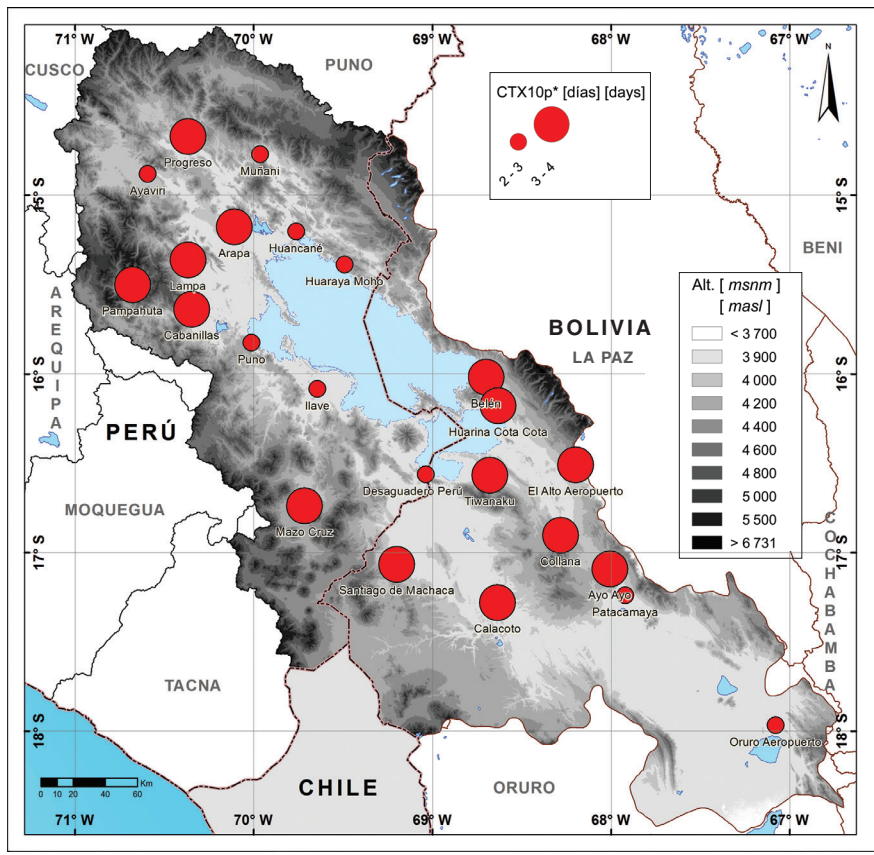 71°W
70°W
69°W
68°W
67°W
CUSCO
PUNO
N
CTX10p* [días] [days]
2 - 3
3 - 4
Progreso
Muñani
Ayaviri
15°S
15°S
Arapa
Huancané
BENI
Lampa
Huaraya Moho
Pampahuta
Cabanillas
AREQUIPA
Puno
BOLIVIA
LA PAZ
Alt. [ msnm ]
[ masl ]
< 3 700
3 900
4 000
4 200
4 400
4 600
4 800
5 000
5 500
> 6 731
16°S
16°S
Ilave
Belén
Huarina Cota Cota
PERÚ
Desaguadero Perú
Tiwanaku
El Alto Aeropuerto
MOQUEGUA
Mazo Cruz
Collana
17°S
17°S
COCHABAMBA
Santiago de Machaca
Ayo Ayo
Patacamaya
Calacoto
TACNA
18°S
18°S
Oruro Aeropuerto
CHILE
ORURO
Km
0 10 20 40 60
71°W
70°W
69°W
68°W
67°W